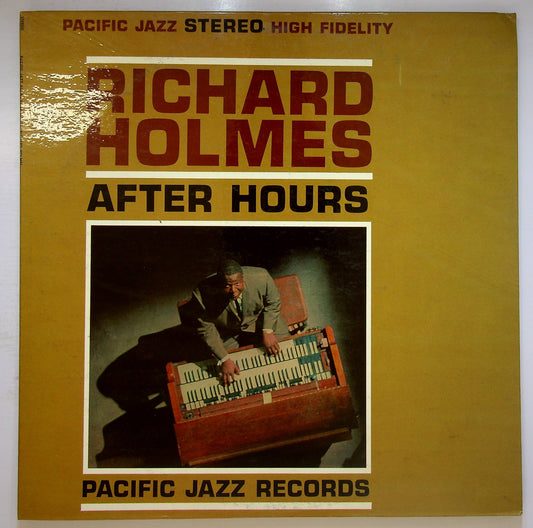 PACIFIC JAZZ STEREO HIGH FIDELITY
RICHARD
HOLMES
AFTER HOURS
PACIFIC JAZZ RECORDS